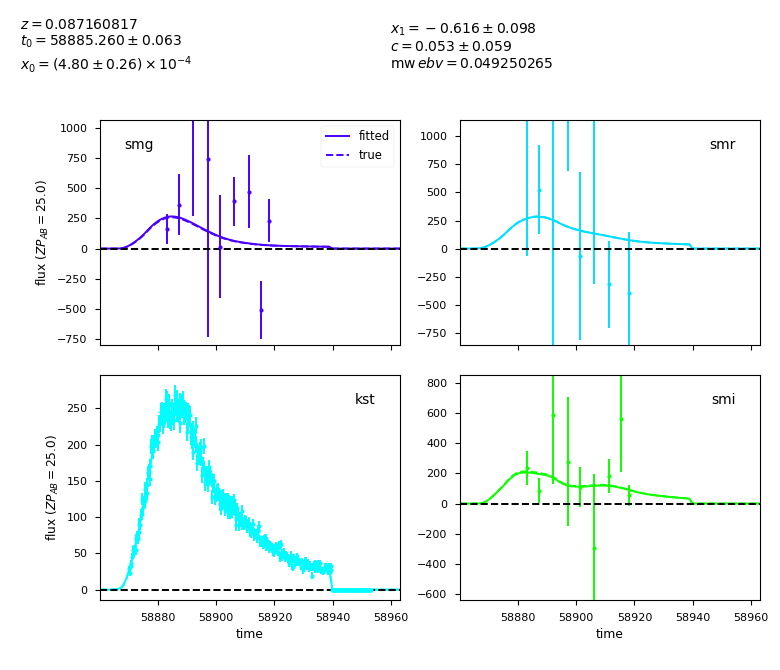 z = 0.087160817
t₀ = 58885.260 ± 0.063
x₀ = (4.80 ± 0.26) × 10⁻⁴
x₁ = −0.616 ± 0.098
c = 0.053 ± 0.059
mw ebv = 0.049250265
smg
fitted
true
1000
750
500
250
0
−250
−500
−750
flux (ZP_AB = 25.0)
smr
1000
750
500
250
0
−250
−500
−750
kst
250
200
150
100
50
0
flux (ZP_AB = 25.0)
58880 58900 58920 58940 58960
time
smi
800
600
400
200
0
−200
−400
−600
58880 58900 58920 58940 58960
time